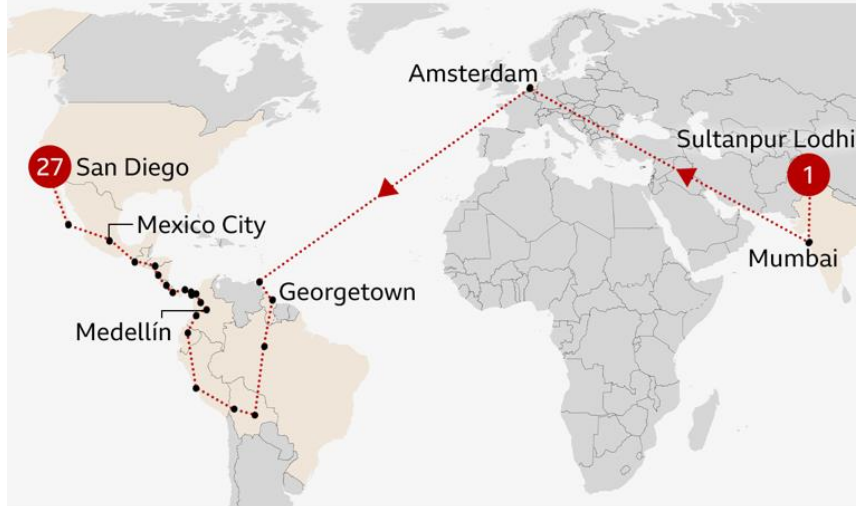 Amsterdam
Sultanpur Lodhi
27 San Diego
1
Mexico City
Mumbai
Georgetown
Medellín